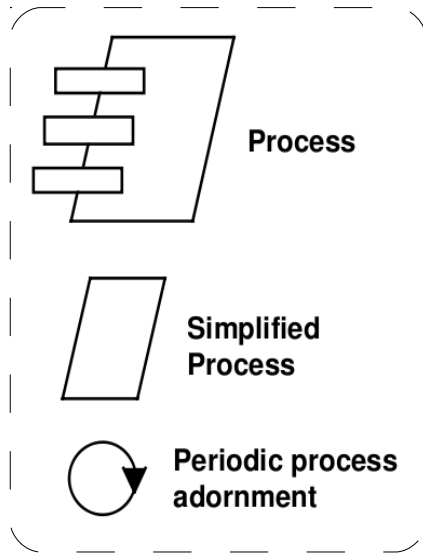 Process
Simplified
Process
Periodic process
adornment